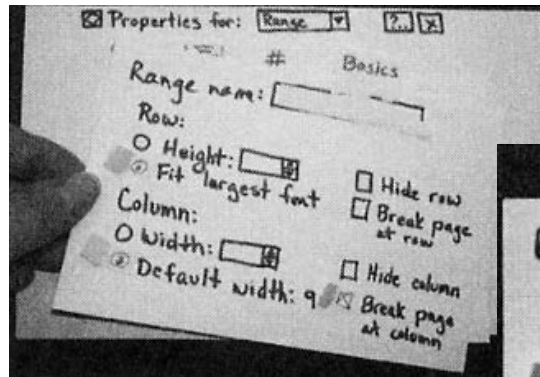 Properties for: Range ?.. X
# Basics
Range name:
Row:
Height:
Hide row
Fit largest font
Break page
at row
Column:
Width:
Hide column
Default width: 9
Break page
at column